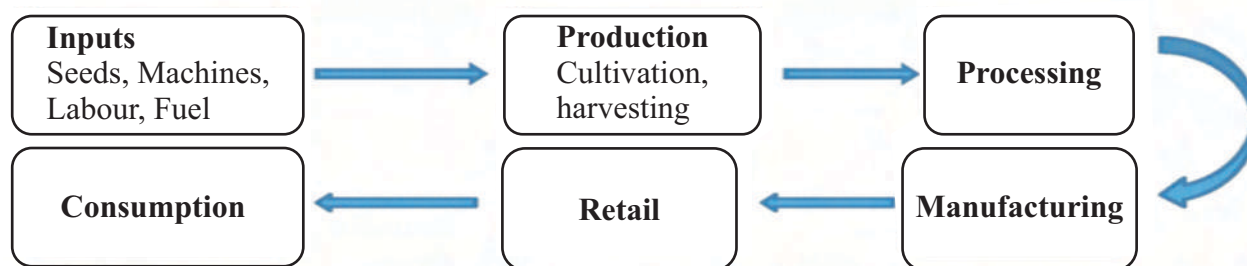 Inputs
Seeds, Machines,
Labour, Fuel
Production
Cultivation,
harvesting
Processing
Manufacturing
Retail
Consumption